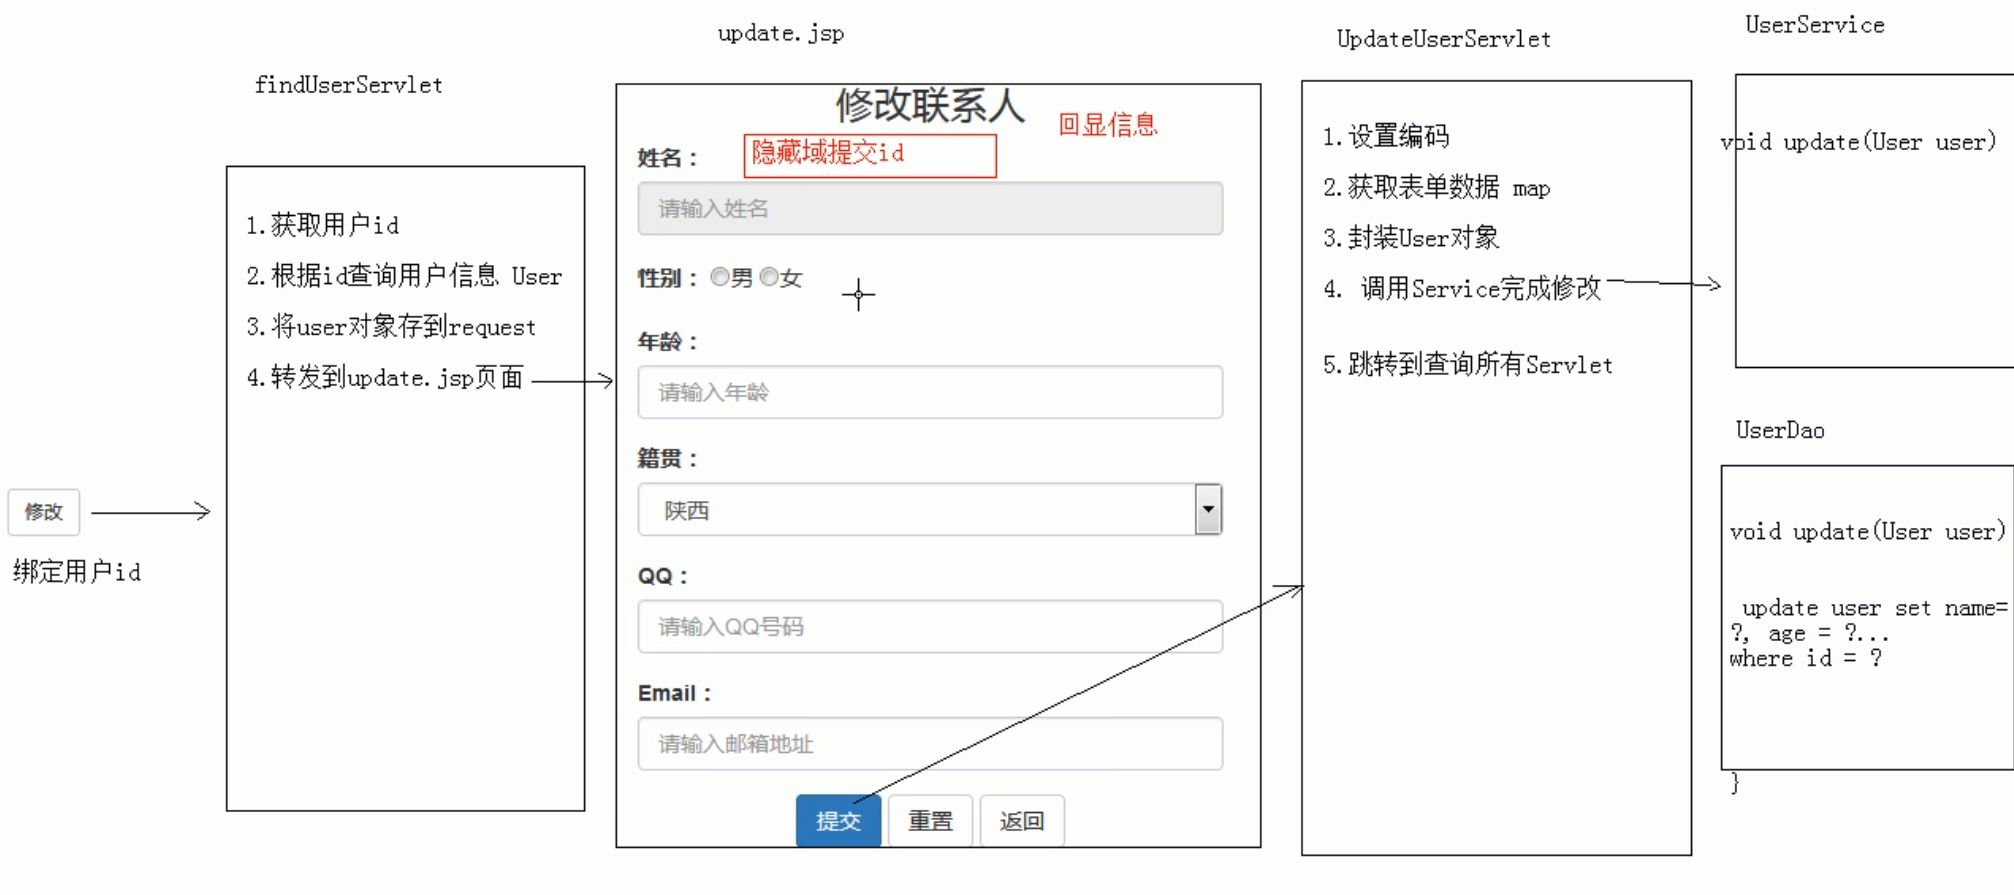 修改
绑定用户id
findUserServlet
1.获取用户id
2.根据id查询用户信息 User
3.将user对象存到request
4.转发到update.jsp页面
update.jsp
修改联系人
回显信息
姓名：
隐藏域提交id
请输入姓名
性别： 男 女
年龄：
请输入年龄
籍贯：
陕西
QQ：
请输入QQ号码
Email：
请输入邮箱地址
提交 重置 返回
UpdateUserServlet
1.设置编码
2.获取表单数据 map
3.封装User对象
4. 调用Service完成修改
5.跳转到查询所有Servlet
UserService
void update(User user)
UserDao
void update(User user)
update user set name=
?, age = ?...
where id = ?
}